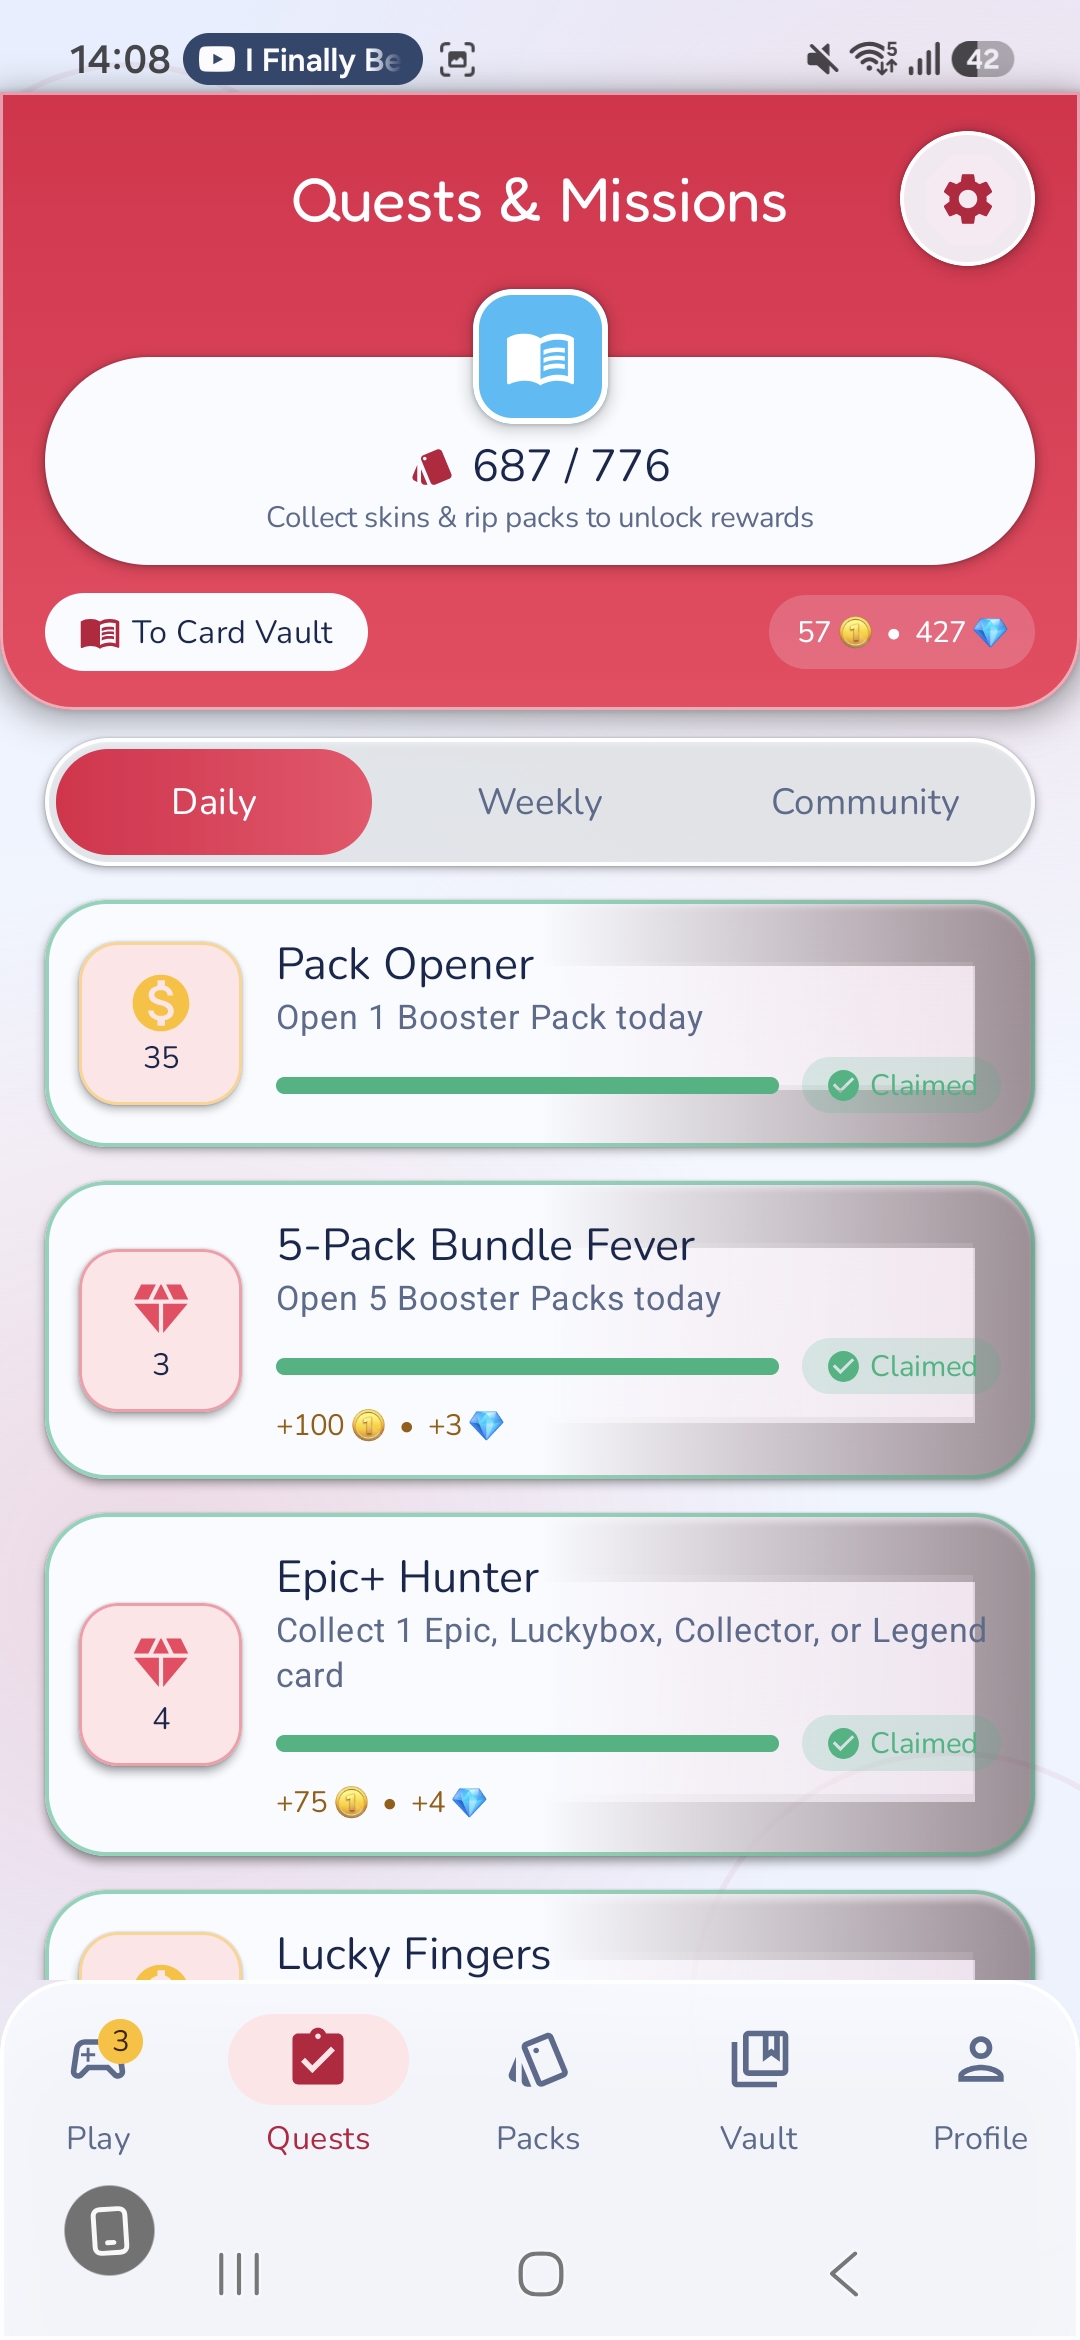 14:08
I Finally Be
5
42
Quests & Missions
687 / 776
Collect skins & rip packs to unlock rewards
To Card Vault
57 • 427
Daily
Weekly
Community
Pack Opener
Open 1 Booster Pack today
35
Claimed
5-Pack Bundle Fever
Open 5 Booster Packs today
3
Claimed
+100 • +3
Epic+ Hunter
Collect 1 Epic, Luckybox, Collector, or Legend
card
4
Claimed
+75 • +4
Lucky Fingers
3
Play
Quests
Packs
Vault
Profile